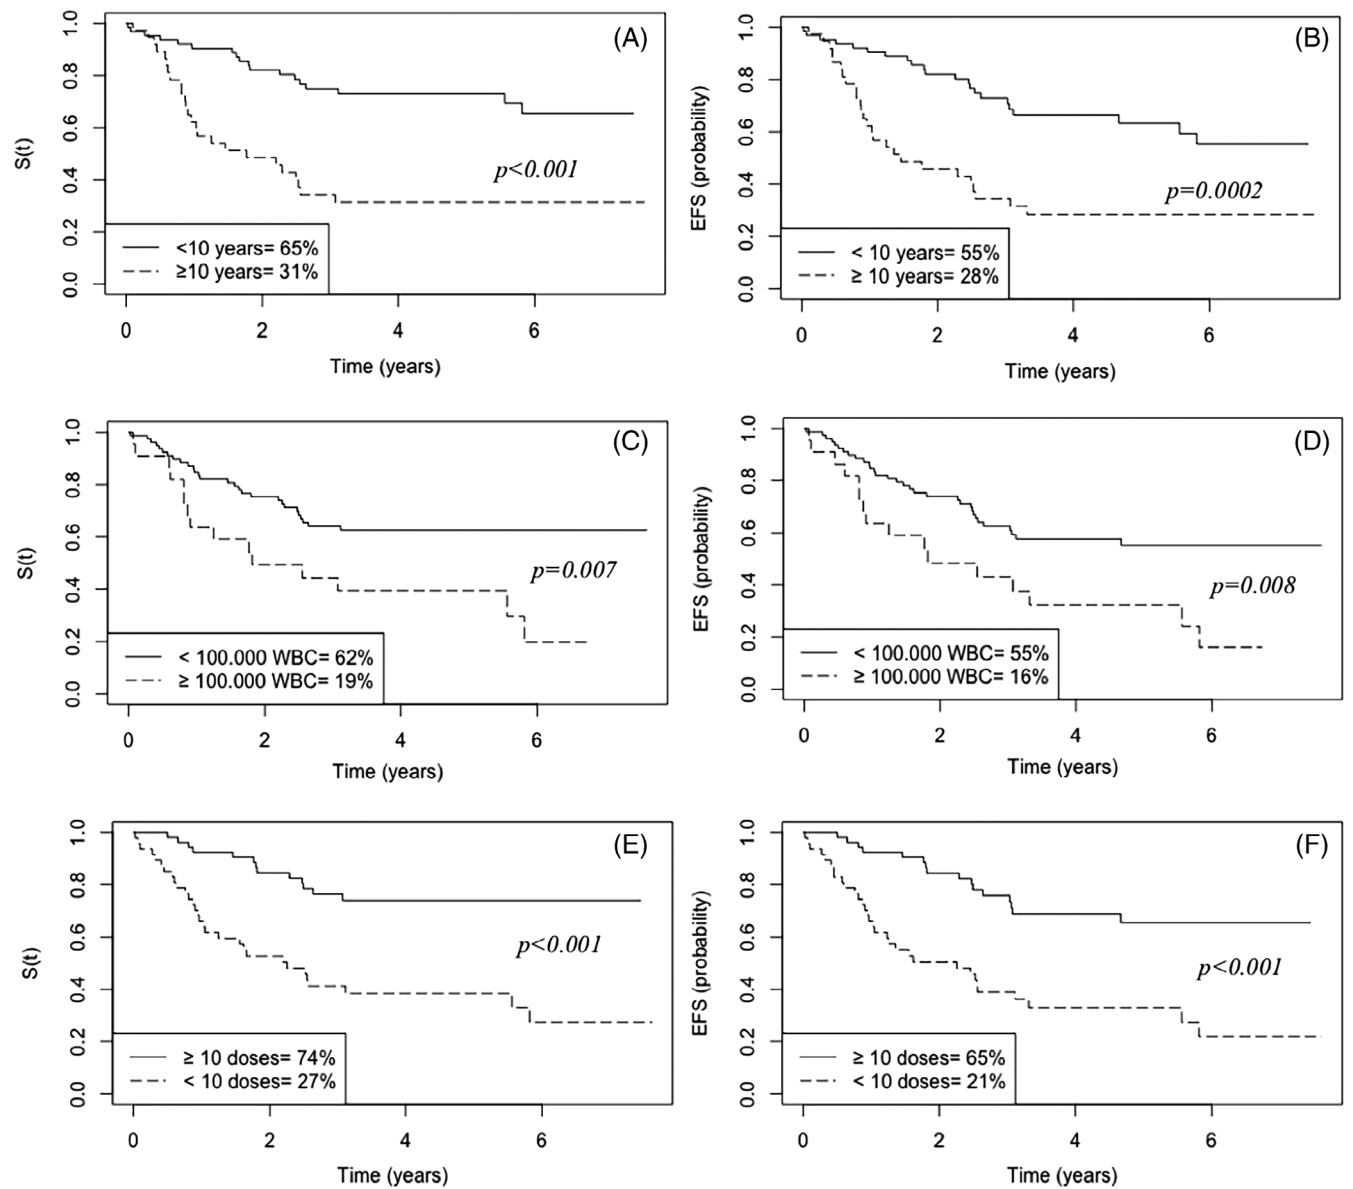 (A)
S(t)
1.0
0.8
0.6
0.4
0.2
0.0
p<0.001
<10 years= 65%
≥10 years= 31%
0 2 4 6
Time (years)
(B)
EFS (probability)
1.0
0.8
0.6
0.4
0.2
0.0
p=0.0002
< 10 years= 55%
≥ 10 years= 28%
0 2 4 6
Time (years)
(C)
S(t)
1.0
0.8
0.6
0.4
0.2
0.0
p=0.007
< 100.000 WBC= 62%
≥ 100.000 WBC= 19%
0 2 4 6
Time (years)
(D)
EFS (probability)
1.0
0.8
0.6
0.4
0.2
0.0
p=0.008
< 100.000 WBC= 55%
≥ 100.000 WBC= 16%
0 2 4 6
Time (years)
(E)
S(t)
1.0
0.8
0.6
0.4
0.2
0.0
p<0.001
≥ 10 doses= 74%
< 10 doses= 27%
0 2 4 6
Time (years)
(F)
EFS (probability)
1.0
0.8
0.6
0.4
0.2
0.0
p<0.001
≥ 10 doses= 65%
< 10 doses= 21%
0 2 4 6
Time (years)